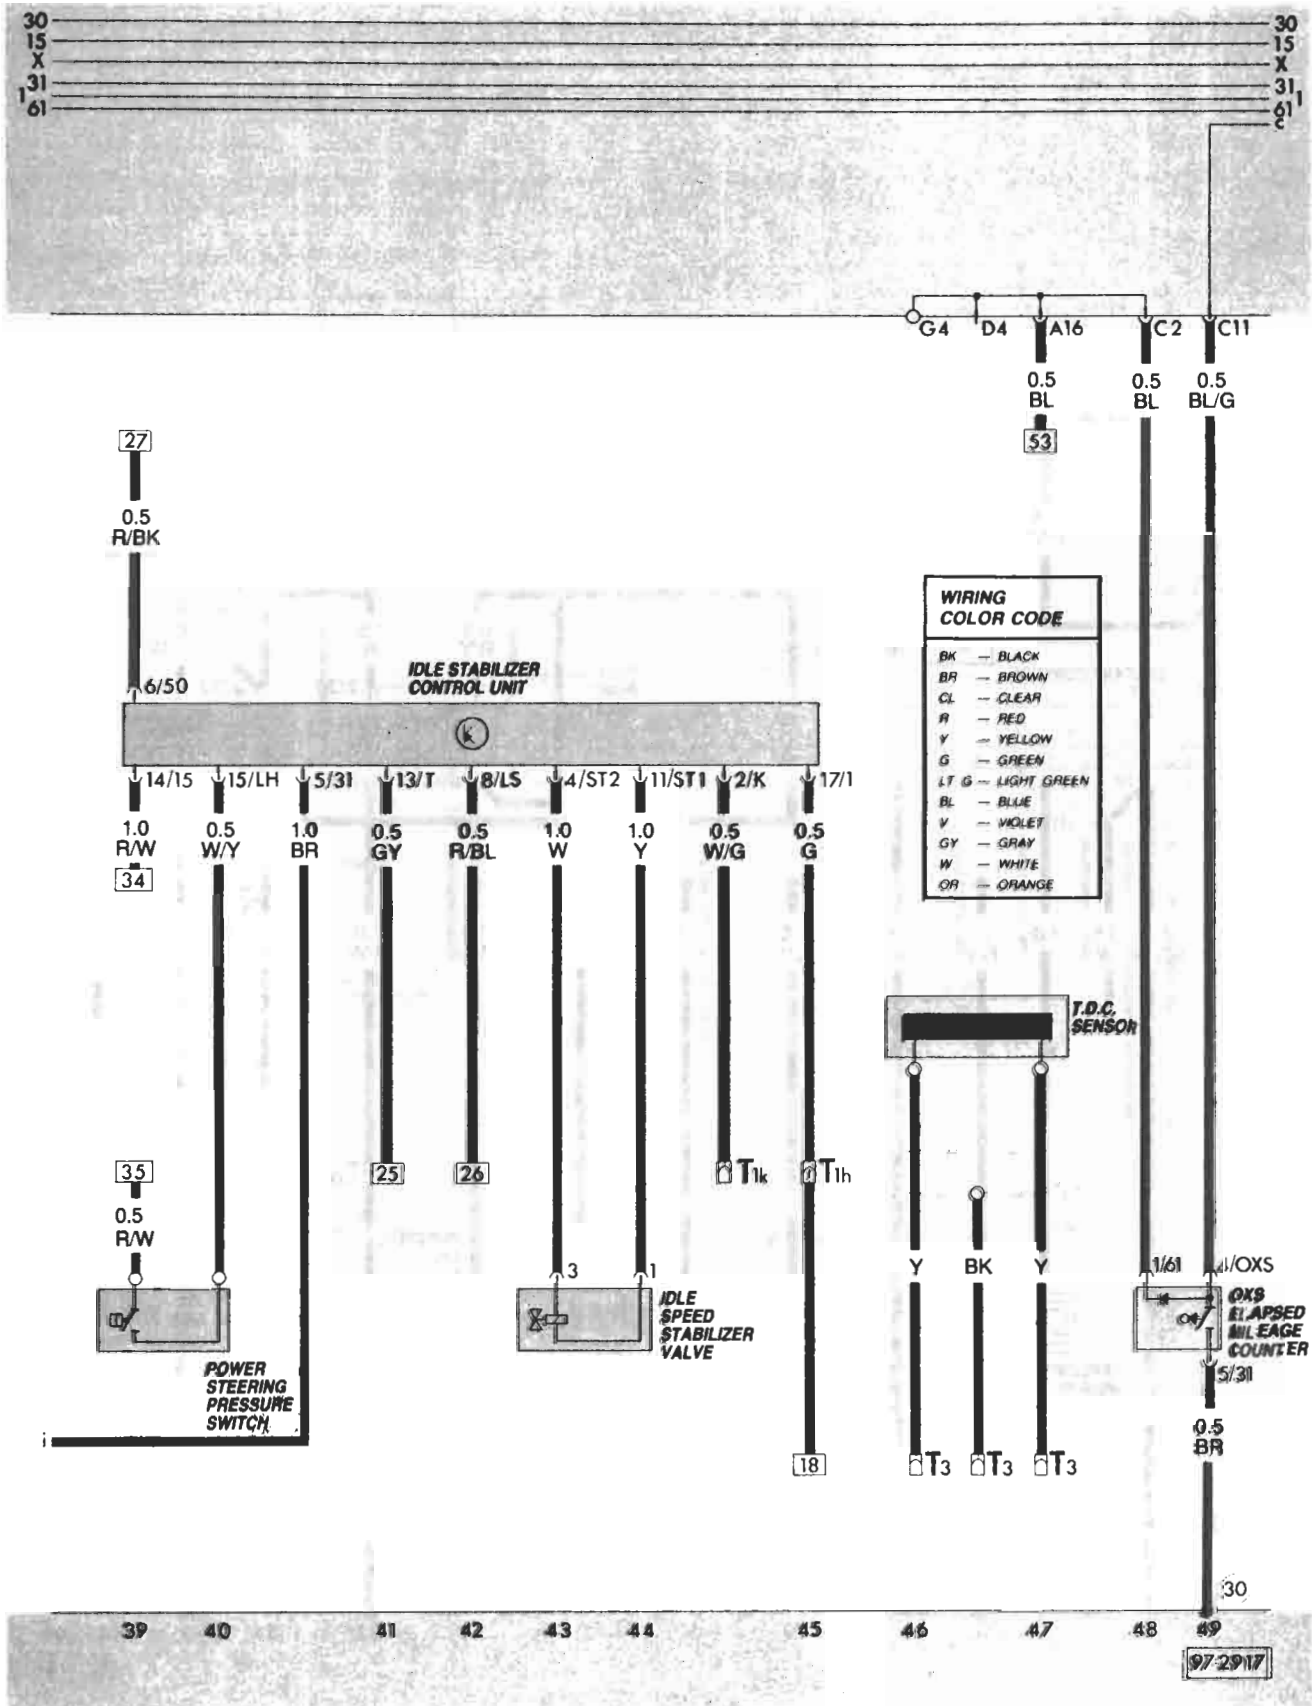 30 30
15 15
X X
31 31
1 1
61 61
c
G4 D4 A16 C2 C11
0.5 0.5 0.5
BL BL BL/G
27 53
0.5
R/BK
WIRING
COLOR CODE
BK — BLACK
BR — BROWN
CL — CLEAR
R — RED
Y — YELLOW
G — GREEN
LT G — LIGHT GREEN
BL — BLUE
V — VIOLET
GY — GRAY
W — WHITE
OR — ORANGE
IDLE STABILIZER
CONTROL UNIT
6/50
K
14/15 15/LH 5/31 13/T 8/LS 4/ST2 11/ST1 2/K 17/1
1.0 0.5 1.0 0.5 0.5 1.0 1.0 0.5 0.5
R/W W/Y BR GY R/BL W Y W/G G
34
T.D.C.
SENSOR
35 25 26 T1k T1h
0.5
R/W
Y BK Y
3 1 1/61 4/OXS
IDLE
SPEED
STABILIZER
VALVE
OXS
ELAPSED
MILEAGE
COUNTER
POWER
STEERING
PRESSURE
SWITCH
5/31
i
0.5
BR
18 T3 T3 T3
30
39 40 41 42 43 44 45 46 47 48 49
97-2917